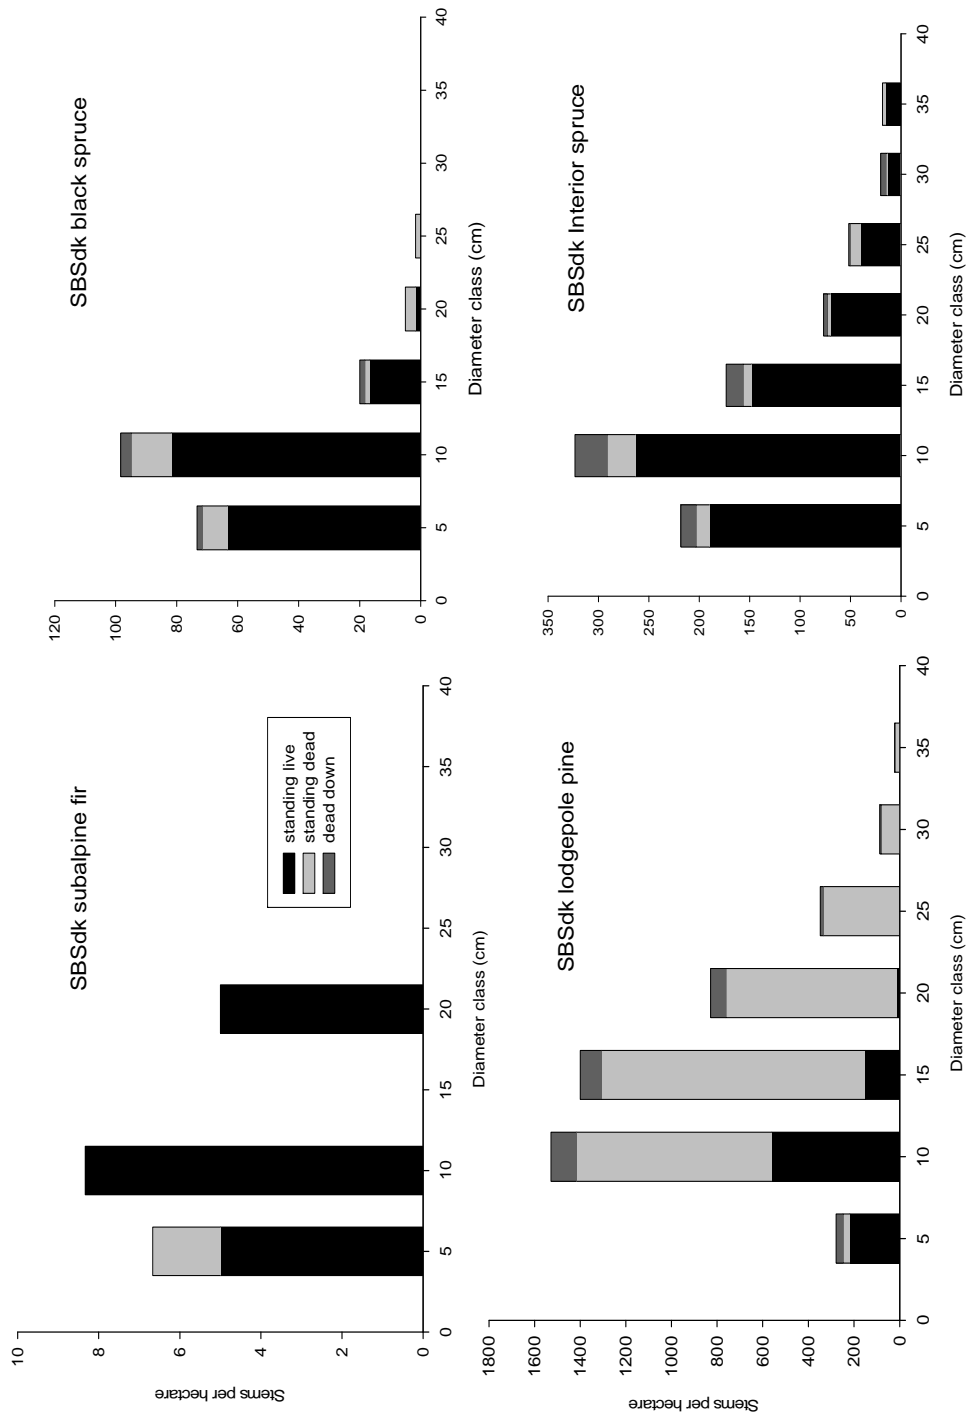 SBSdk subalpine fir
10
8
6
4
2
0
Stems per hectare
0 5 10 15 20 25 30 35 40
Diameter class (cm)
standing live
standing dead
dead down
SBSdk black spruce
120
100
80
60
40
20
0
0 5 10 15 20 25 30 35 40
Diameter class (cm)
SBSdk lodgepole pine
1800
1600
1400
1200
1000
800
600
400
200
0
Stems per hectare
0 5 10 15 20 25 30 35 40
Diameter class (cm)
SBSdk Interior spruce
350
300
250
200
150
100
50
0
0 5 10 15 20 25 30 35 40
Diameter class (cm)